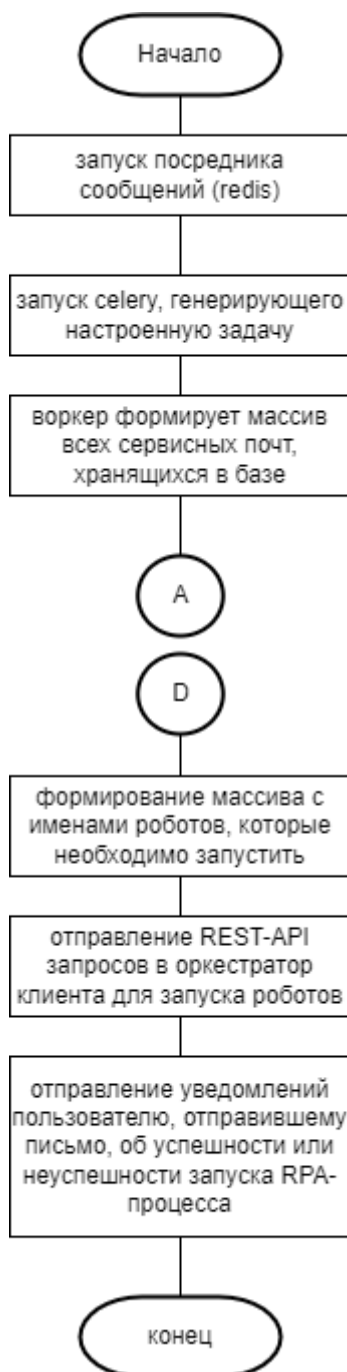 Начало
запуск посредника
сообщений (redis)
запуск celery, генерирующего
настроенную задачу
воркер формирует массив
всех сервисных почт,
хранящихся в базе
A
D
формирование массива с
именами роботов, которые
необходимо запустить
отправление REST-API
запросов в оркестратор
клиента для запуска роботов
отправление уведомлений
пользователю, отправившему
письмо, об успешности или
неуспешности запуска RPA-
процесса
конец